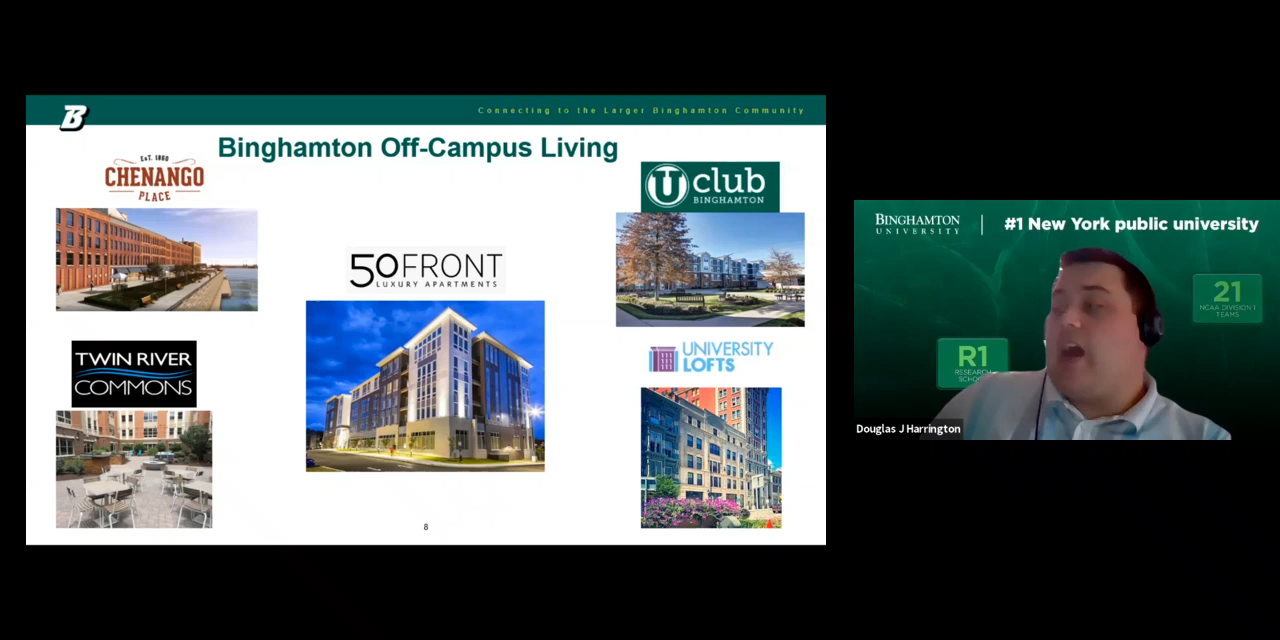 B
Connecting to the Larger Binghamton Community
Binghamton Off-Campus Living
EST. 1880
CHENANGO
PLACE
U club
BINGHAMTON
50 FRONT
LUXURY APARTMENTS
TWIN RIVER
COMMONS
UNIVERSITY
LOFTS
8
BINGHAMTON
UNIVERSITY
#1 New York public university
21
NCAA DIVISION I
TEAMS
R1
RESEARCH
Douglas J Harrington